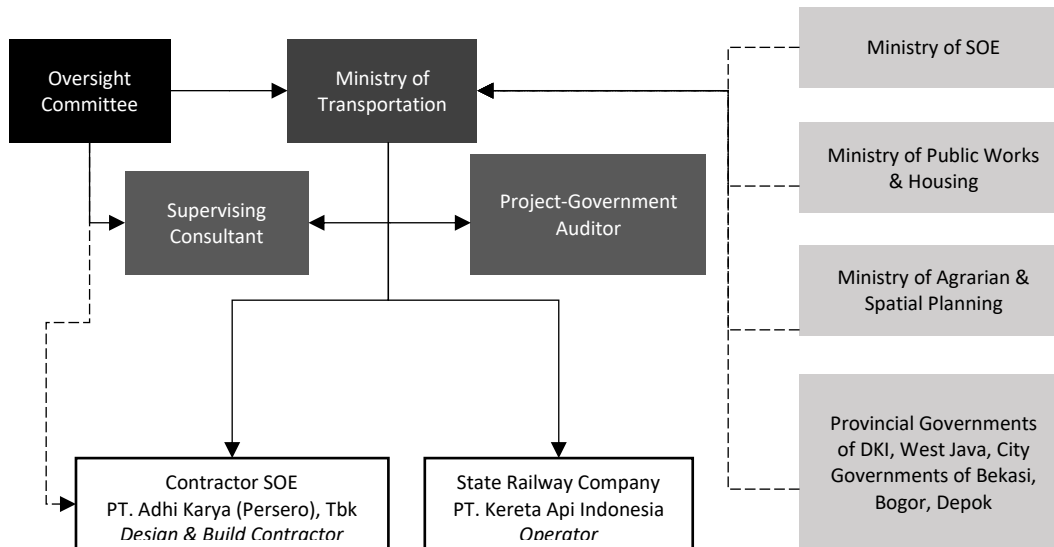 Oversight
Committee
Ministry of
Transportation
Ministry of SOE
Ministry of Public Works
& Housing
Supervising
Consultant
Project-Government
Auditor
Ministry of Agrarian &
Spatial Planning
Provincial Governments
of DKI, West Java, City
Governments of Bekasi,
Bogor, Depok
Contractor SOE
PT. Adhi Karya (Persero), Tbk
Design & Build Contractor
State Railway Company
PT. Kereta Api Indonesia
Operator